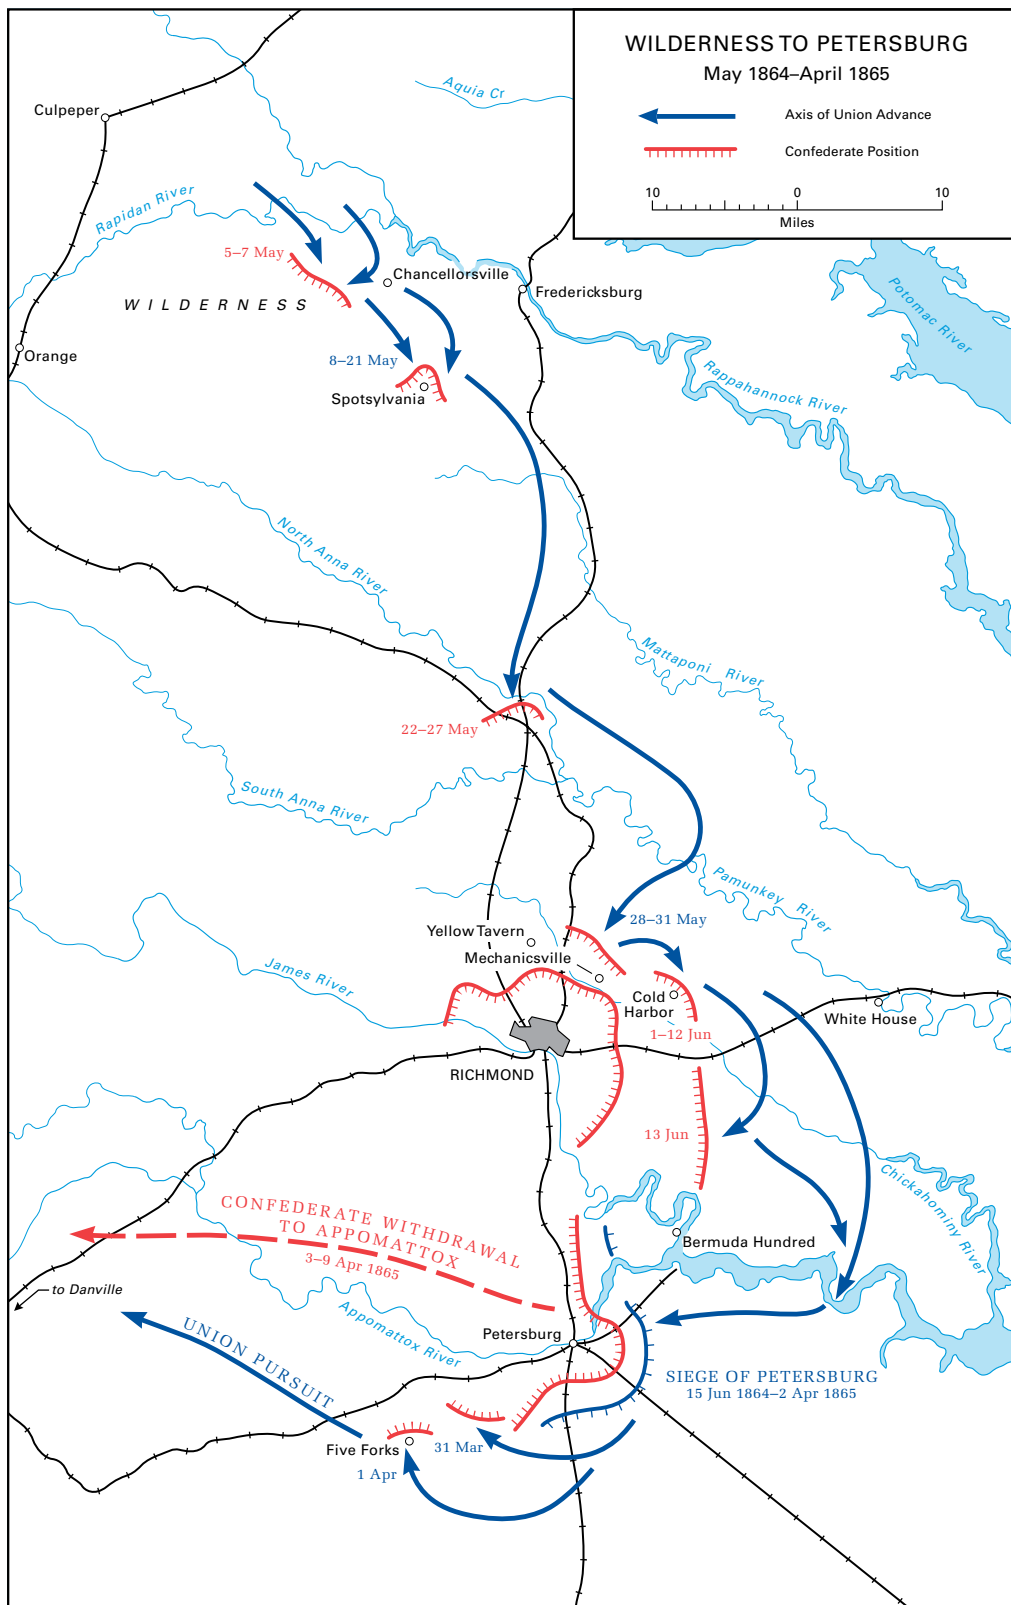 WILDERNESS TO PETERSBURG
May 1864–April 1865
Axis of Union Advance
Confederate Position
10 0 10
Miles
Aquia Cr
Culpeper
Rapidan River
5–7 May
Chancellorsville
WILDERNESS
Fredericksburg
Potomac River
Orange
8–21 May
Spotsylvania
Rappahannock River
North Anna River
Mattaponi River
22–27 May
South Anna River
Pamunkey River
28–31 May
Yellow Tavern
Mechanicsville
James River
Cold
Harbor
White House
1–12 Jun
RICHMOND
13 Jun
Chickahominy River
CONFEDERATE WITHDRAWAL
TO APPOMATTOX
3–9 Apr 1865
Bermuda Hundred
to Danville
Appomattox River
Petersburg
UNION PURSUIT
SIEGE OF PETERSBURG
15 Jun 1864–2 Apr 1865
Five Forks
31 Mar
1 Apr